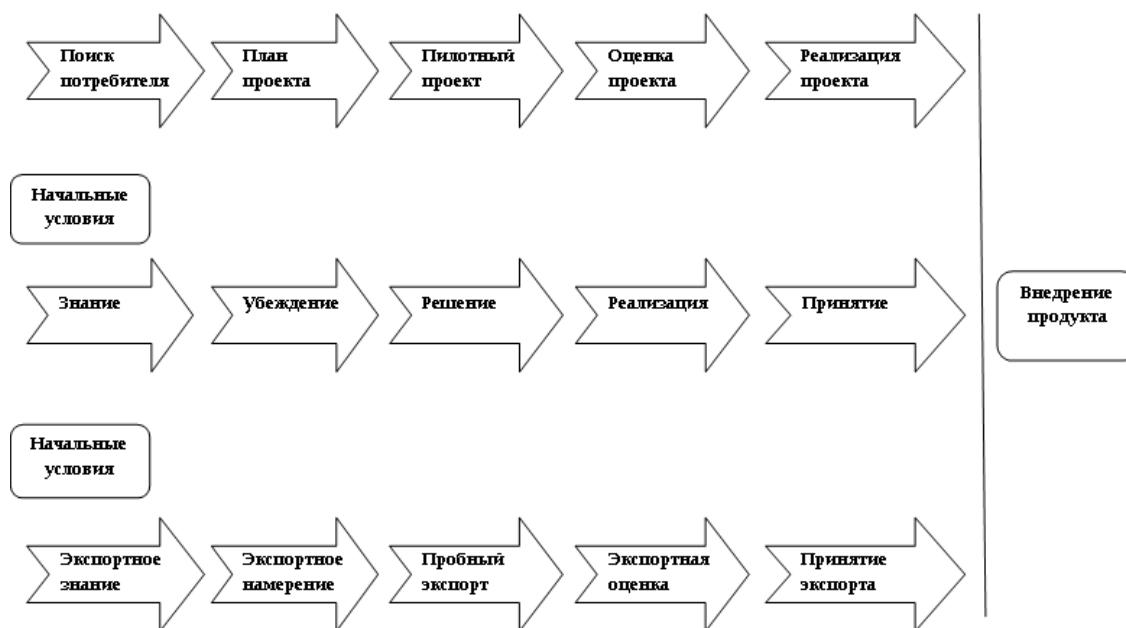 Поиск
потребителя
План
проекта
Пилотный
проект
Оценка
проекта
Реализация
проекта
Начальные
условия
Знание
Убеждение
Решение
Реализация
Принятие
Внедрение
продукта
Начальные
условия
Экспортное
знание
Экспортное
намерение
Пробный
экспорт
Экспортная
оценка
Принятие
экспорта